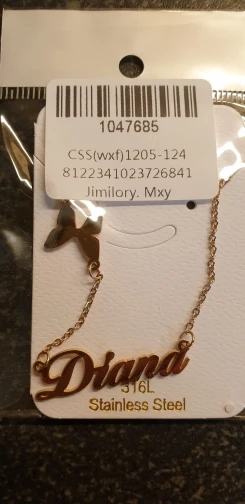 1047685
CSS(wxf)1205-124
8122341023726841
Jimilory. Mxy
Diana
316L
Stainless Steel